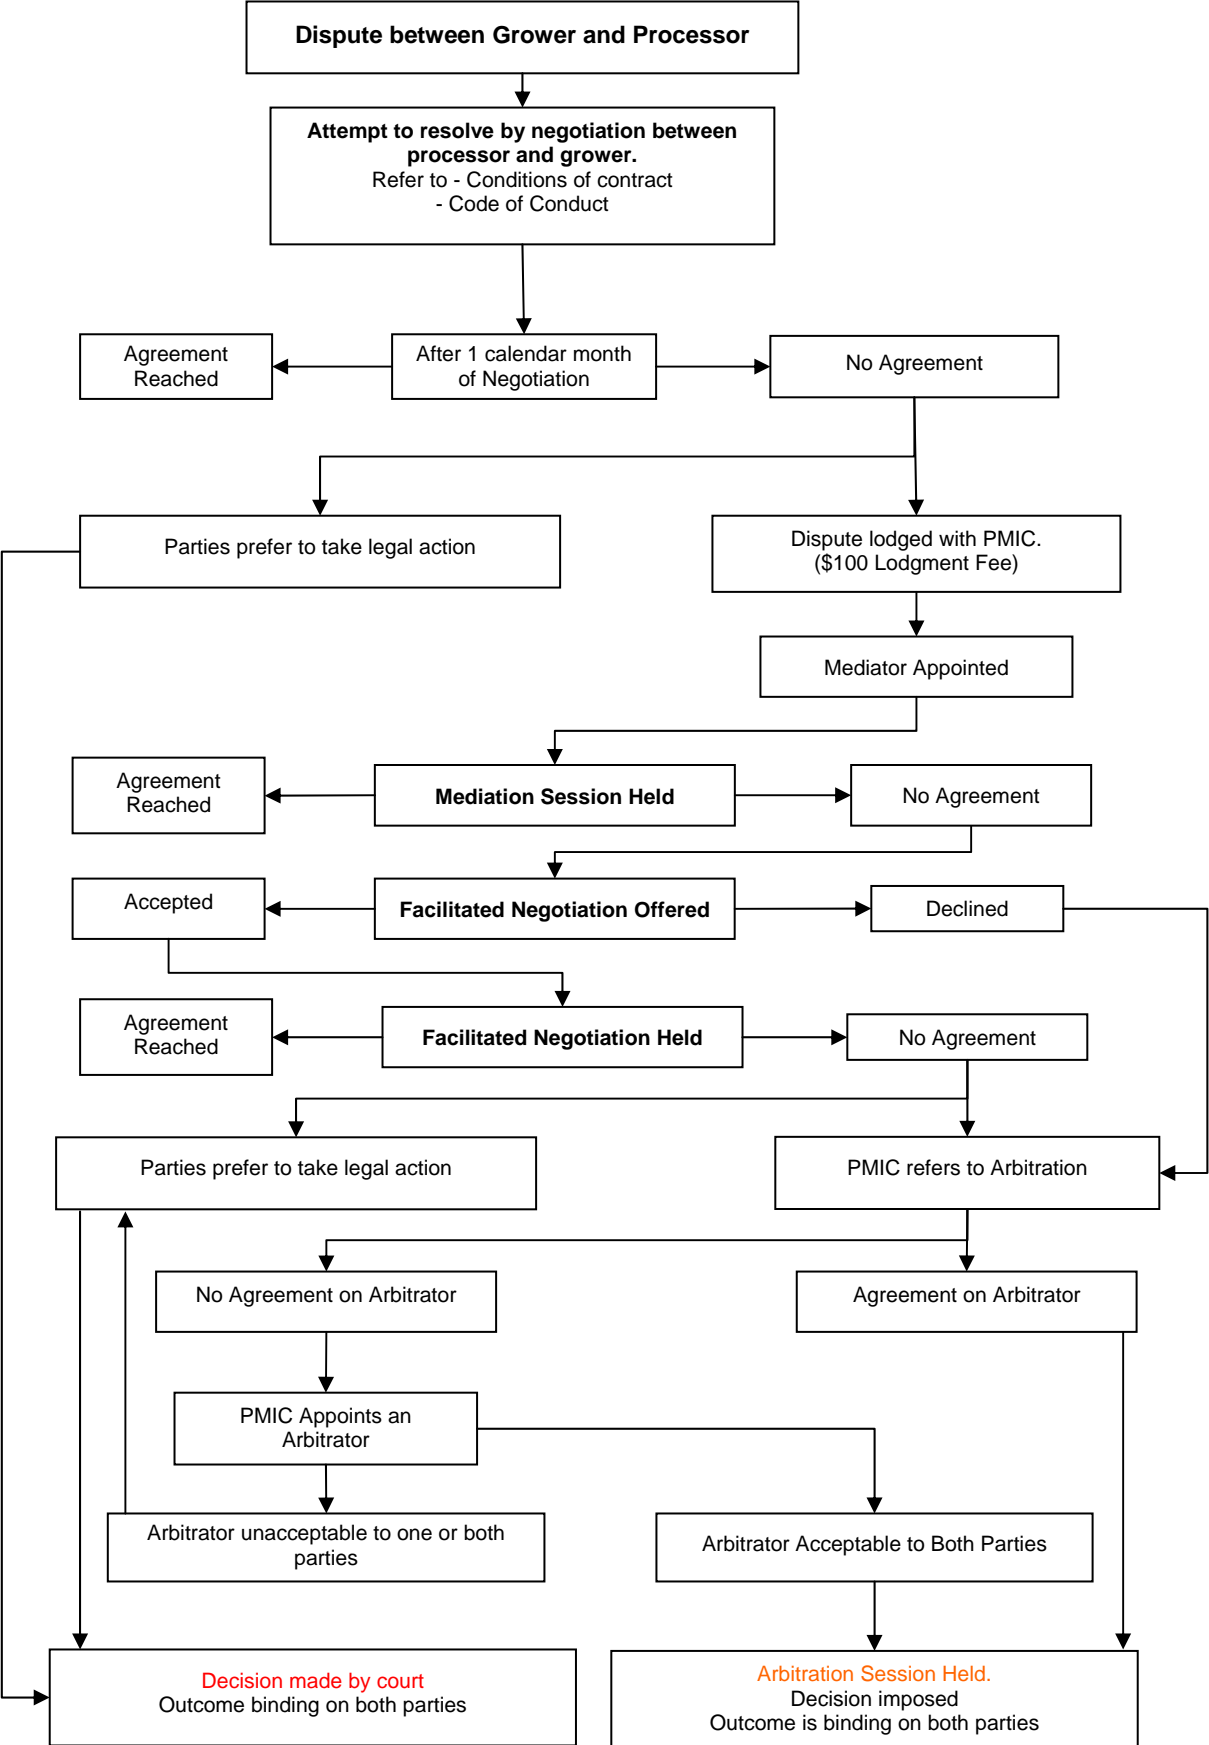 Dispute between Grower and Processor
Attempt to resolve by negotiation between
processor and grower.
Refer to - Conditions of contract
- Code of Conduct
Agreement
Reached
After 1 calendar month
of Negotiation
No Agreement
Parties prefer to take legal action
Dispute lodged with PMIC.
($100 Lodgment Fee)
Mediator Appointed
Agreement
Reached
Mediation Session Held
No Agreement
Accepted
Facilitated Negotiation Offered
Declined
Agreement
Reached
Facilitated Negotiation Held
No Agreement
Parties prefer to take legal action
PMIC refers to Arbitration
No Agreement on Arbitrator
Agreement on Arbitrator
PMIC Appoints an
Arbitrator
Arbitrator unacceptable to one or both
parties
Arbitrator Acceptable to Both Parties
Decision made by court
Outcome binding on both parties
Arbitration Session Held.
Decision imposed
Outcome is binding on both parties